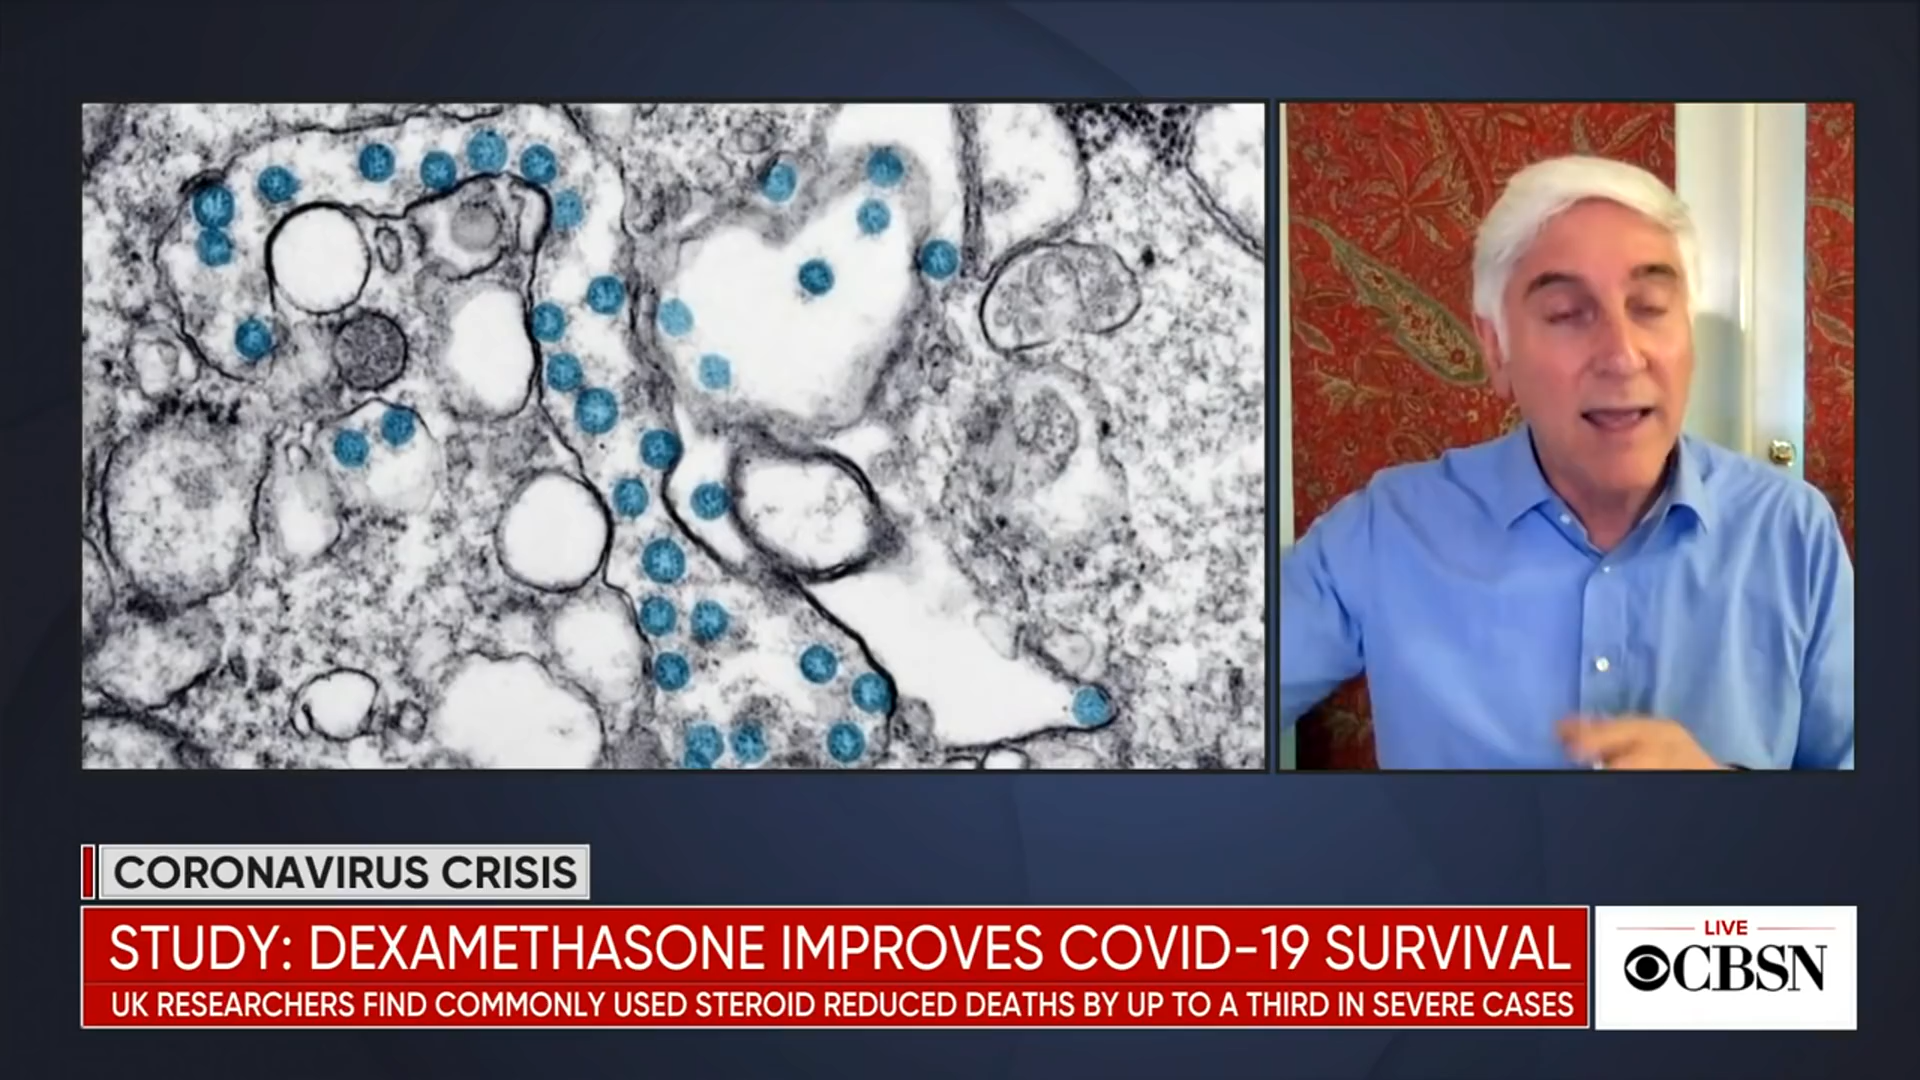 CORONAVIRUS CRISIS
STUDY: DEXAMETHASONE IMPROVES COVID-19 SURVIVAL
UK RESEARCHERS FIND COMMONLY USED STEROID REDUCED DEATHS BY UP TO A THIRD IN SEVERE CASES
LIVE
CBSN